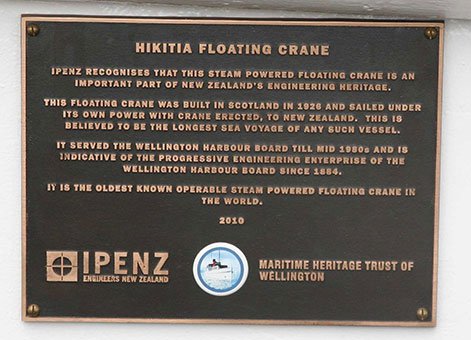 HIKITIA FLOATING CRANE
IPENZ RECOGNISES THAT THIS STEAM POWERED FLOATING CRANE IS AN
IMPORTANT PART OF NEW ZEALAND'S ENGINEERING HERITAGE.
THIS FLOATING CRANE WAS BUILT IN SCOTLAND IN 1926 AND SAILED UNDER
ITS OWN POWER WITH CRANE ERECTED, TO NEW ZEALAND. THIS IS
BELIEVED TO BE THE LONGEST SEA VOYAGE OF ANY SUCH VESSEL.
IT SERVED THE WELLINGTON HARBOUR BOARD TILL MID 1980s AND IS
INDICATIVE OF THE PROGRESSIVE ENGINEERING ENTERPRISE OF THE
WELLINGTON HARBOUR BOARD SINCE 1884.
IT IS THE OLDEST KNOWN OPERABLE STEAM POWERED FLOATING CRANE IN
THE WORLD.
2010
IPENZ
ENGINEERS NEW ZEALAND
MARITIME HERITAGE TRUST OF
WELLINGTON